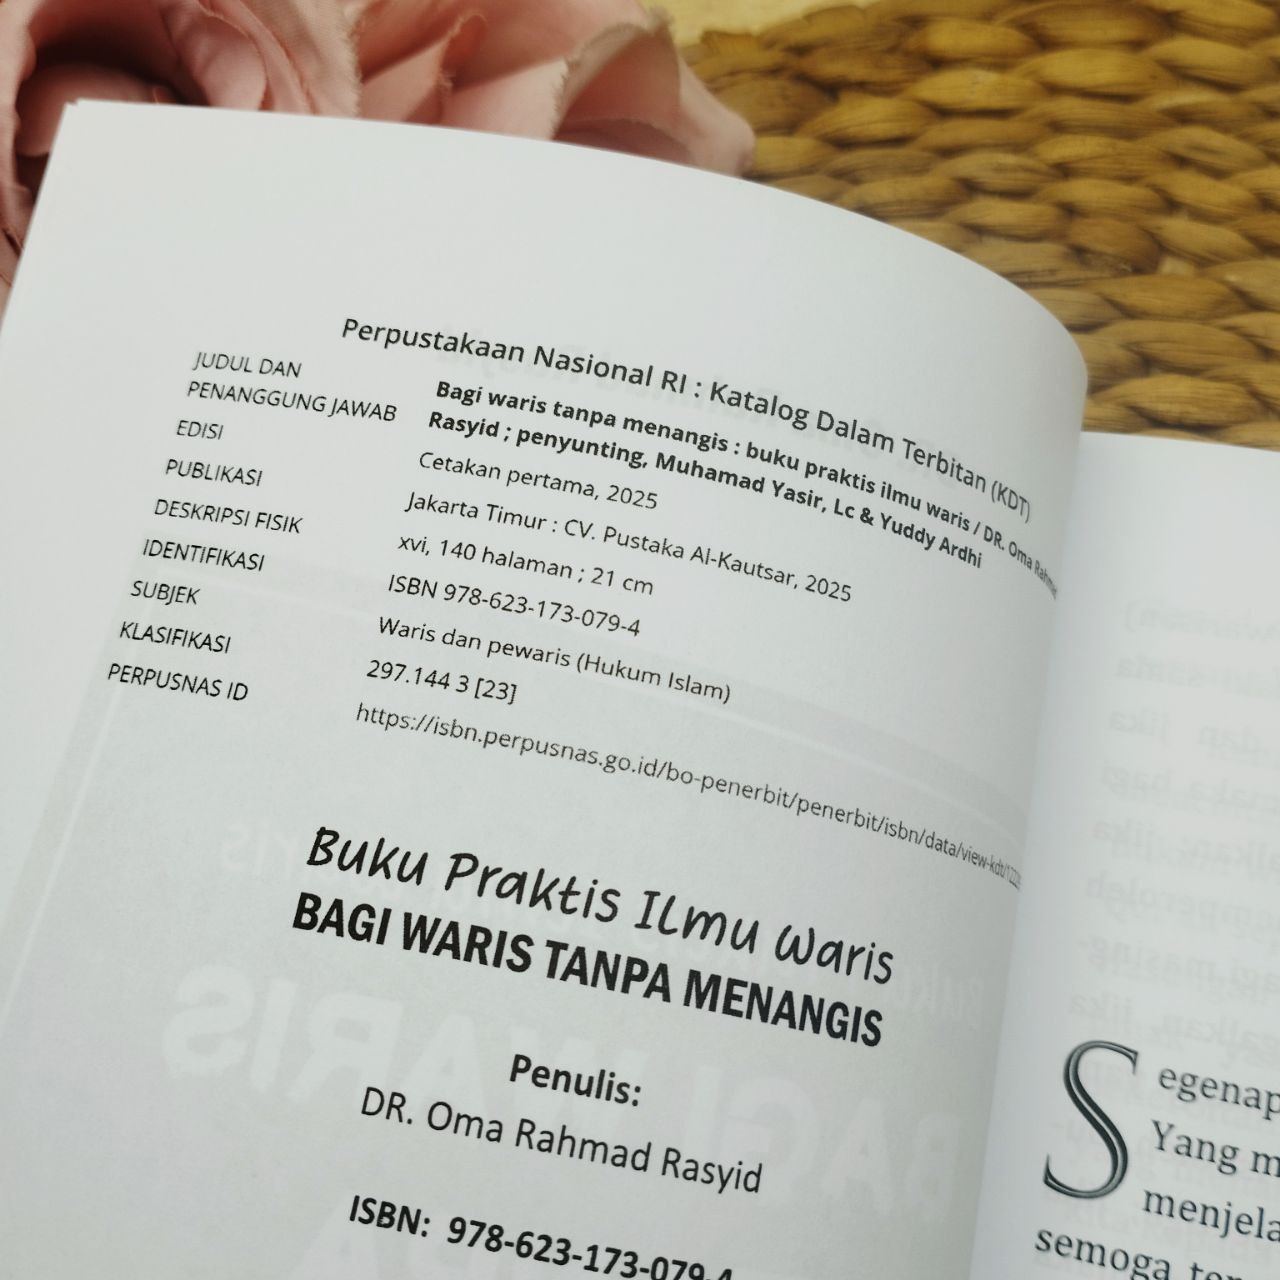 Perpustakaan Nasional RI : Katalog Dalam Terbitan (KDT)
JUDUL DAN PENANGGUNG JAWAB Bagi waris tanpa menangis : buku praktis ilmu waris / DR. Oma Rahmad
Rasyid ; penyunting, Muhamad Yasir, Lc & Yuddy Ardhi
EDISI Cetakan pertama, 2025
PUBLIKASI Jakarta Timur : CV. Pustaka Al-Kautsar, 2025
DESKRIPSI FISIK xvi, 140 halaman ; 21 cm
IDENTIFIKASI ISBN 978-623-173-079-4
SUBJEK Waris dan pewaris (Hukum Islam)
KLASIFIKASI 297.144 3 [23]
PERPUSNAS ID https://isbn.perpusnas.go.id/bo-penerbit/penerbit/isbn/data/view-kdt/
Buku Praktis Ilmu Waris
BAGI WARIS TANPA MENANGIS
Penulis:
DR. Oma Rahmad Rasyid
ISBN: 978-623-173-079-4
Segenap
Yang m
menjela
semoga ter